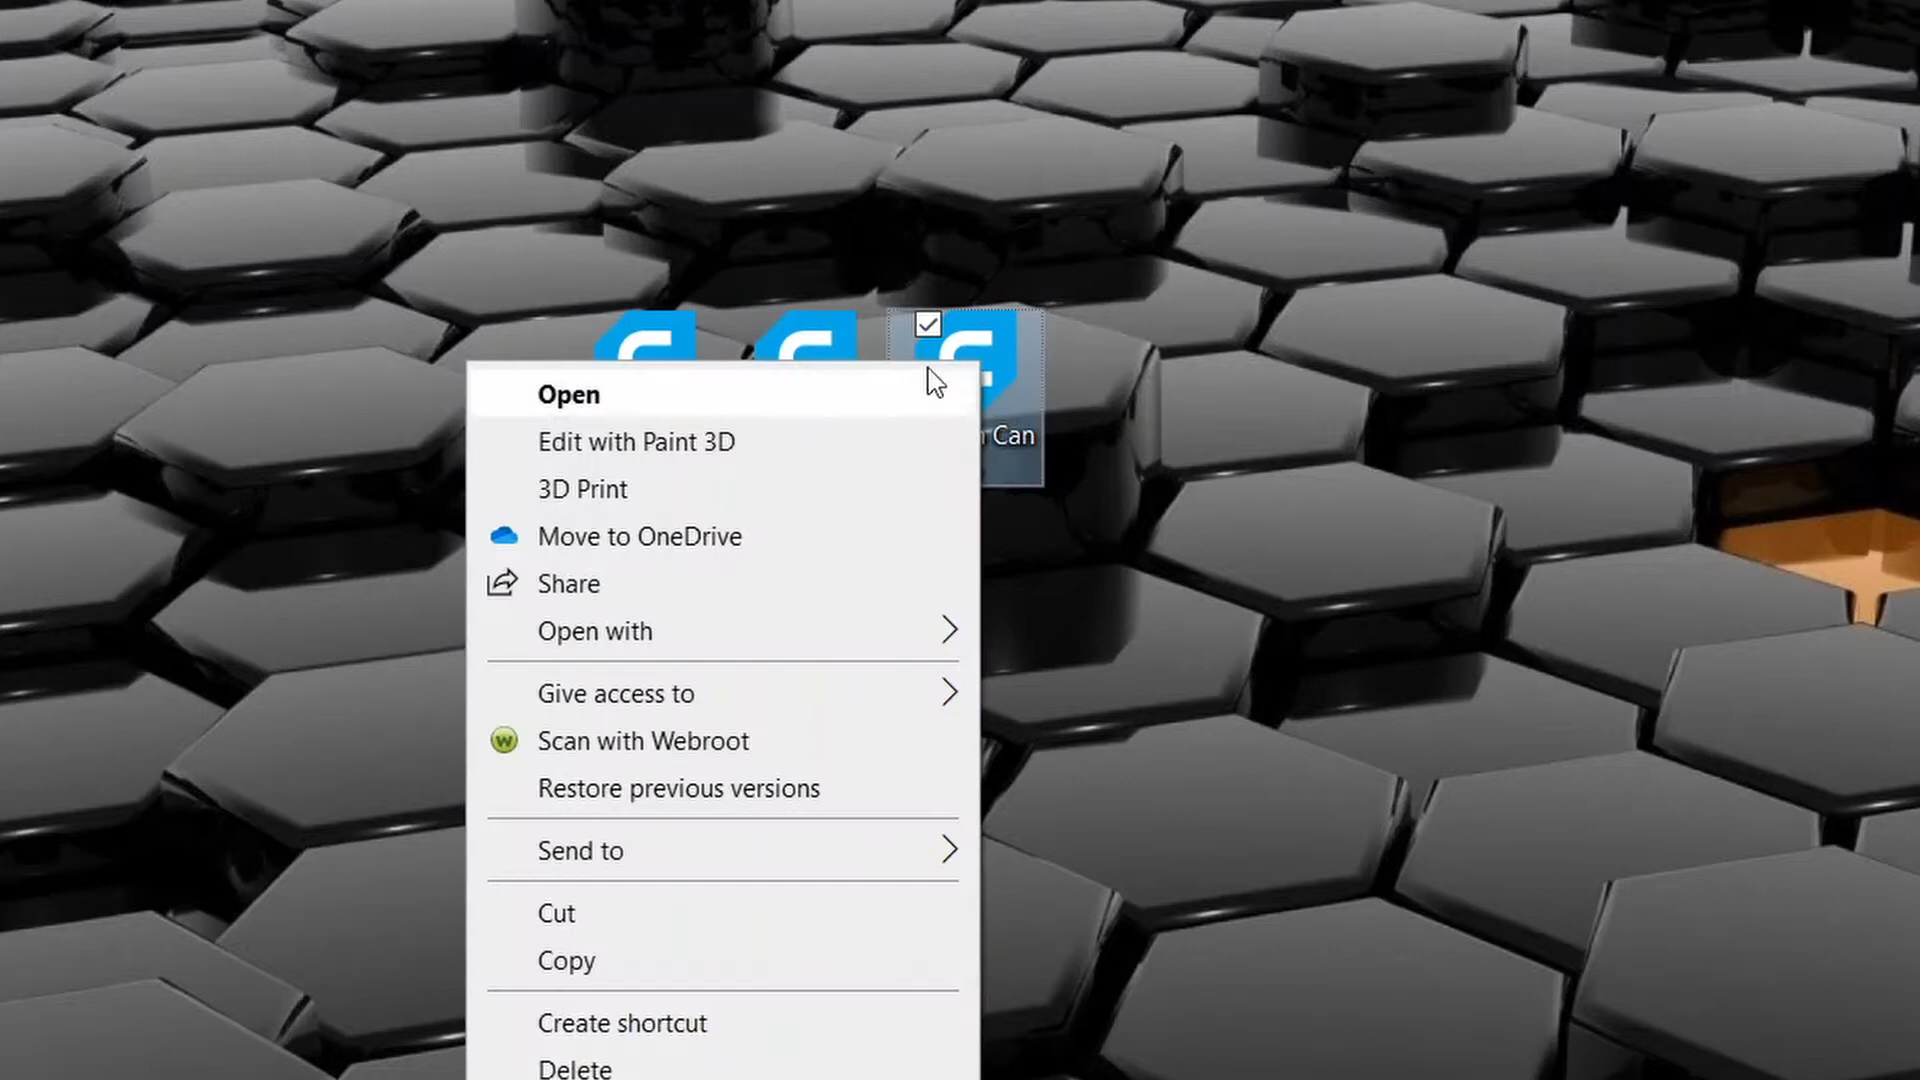 Can
Open
Edit with Paint 3D
3D Print
Move to OneDrive
Share
Open with
Give access to
Scan with Webroot
Restore previous versions
Send to
Cut
Copy
Create shortcut
Delete